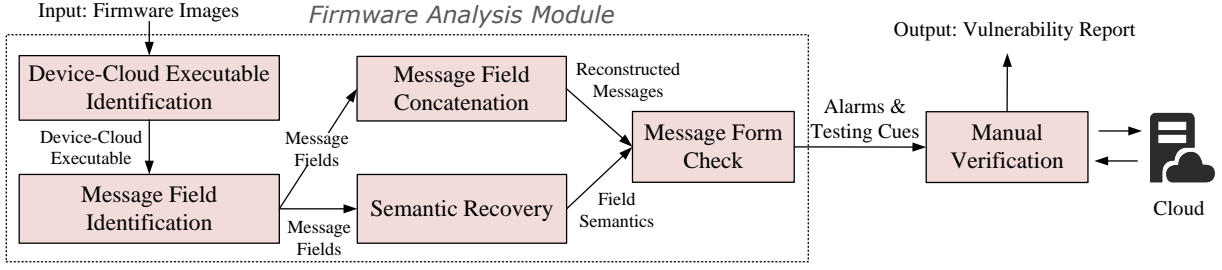 Input: Firmware Images
Firmware Analysis Module
Output: Vulnerability Report
Device-Cloud Executable
Identification
Device-Cloud
Executable
Message Field
Identification
Message
Fields
Message
Fields
Message Field
Concatenation
Semantic Recovery
Reconstructed
Messages
Field
Semantics
Message Form
Check
Alarms &
Testing Cues
Manual
Verification
Cloud